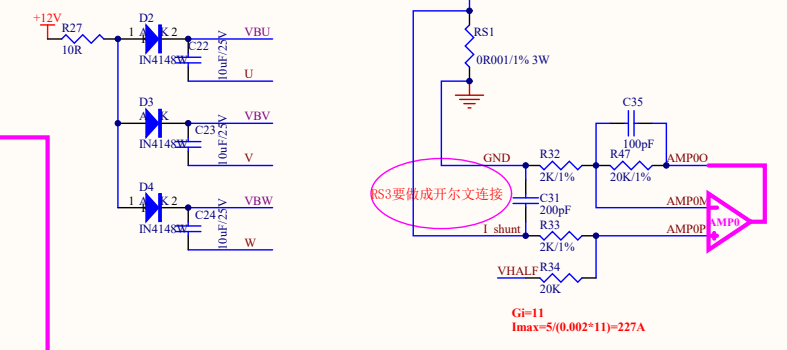 +12V
R27
10R
D2
1 A K 2
IN4148W
C22
10uF/25V
VBU
U
D3
A K
IN4148W
C23
10uF/25V
VBV
V
D4
1 A K 2
IN4148W
C24
10uF/25V
VBW
W
RS1
0R001/1% 3W
C35
100pF
GND
R32
2K/1%
R47
20K/1%
AMP0O
RS3要做成开尔文连接
C31
200pF
AMP0N
AMP0
I_shunt
R33
2K/1%
AMP0P
VHALF
R34
20K
Gi=11
Imax=5/(0.002*11)=227A